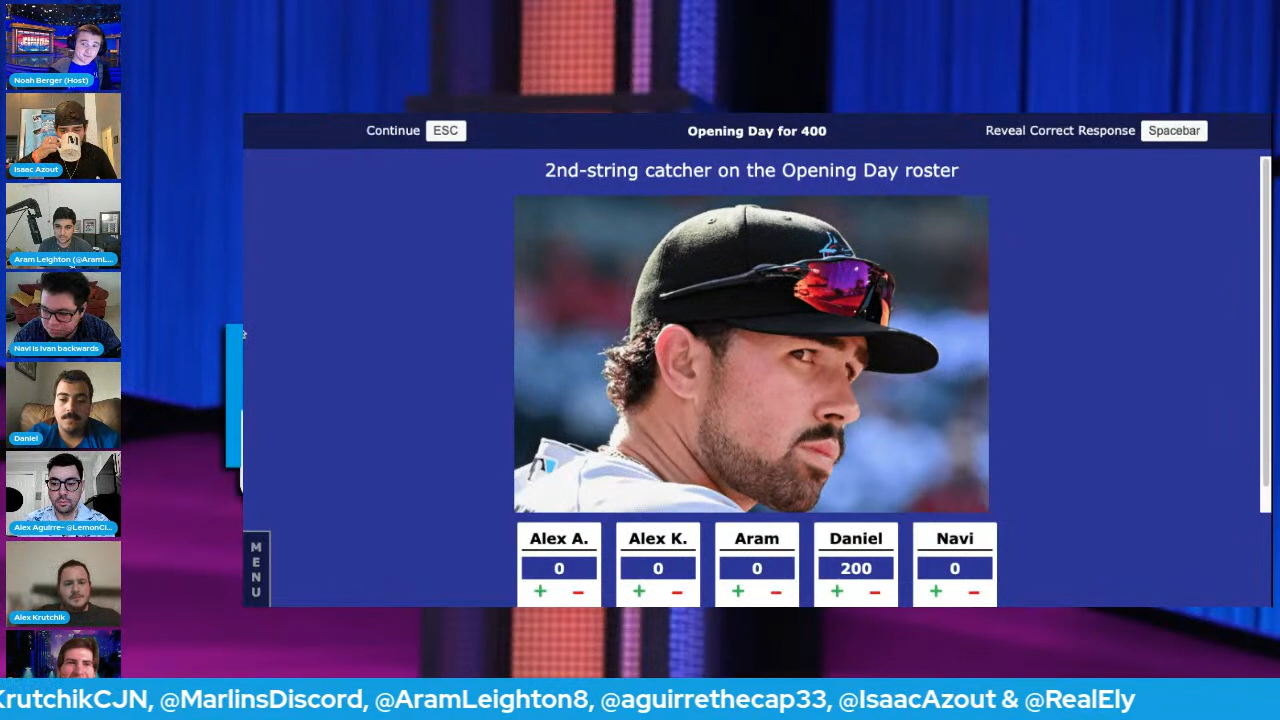 Noah Berger (Host)
Isaac Azout
Aram Leighton (@AramL...
Navi is Ivan backwards
Daniel
Alex Aguirre- @LemonCi...
Alex Krutchik
Continue ESC
Opening Day for 400
Reveal Correct Response Spacebar
2nd-string catcher on the Opening Day roster
MENU
Alex A. Alex K. Aram Daniel Navi
0 0 0 200 0
+ - + - + - + - + -
KrutchikCJN, @MarlinsDiscord, @AramLeighton8, @aguirrethecap33, @IsaacAzout & @RealEly